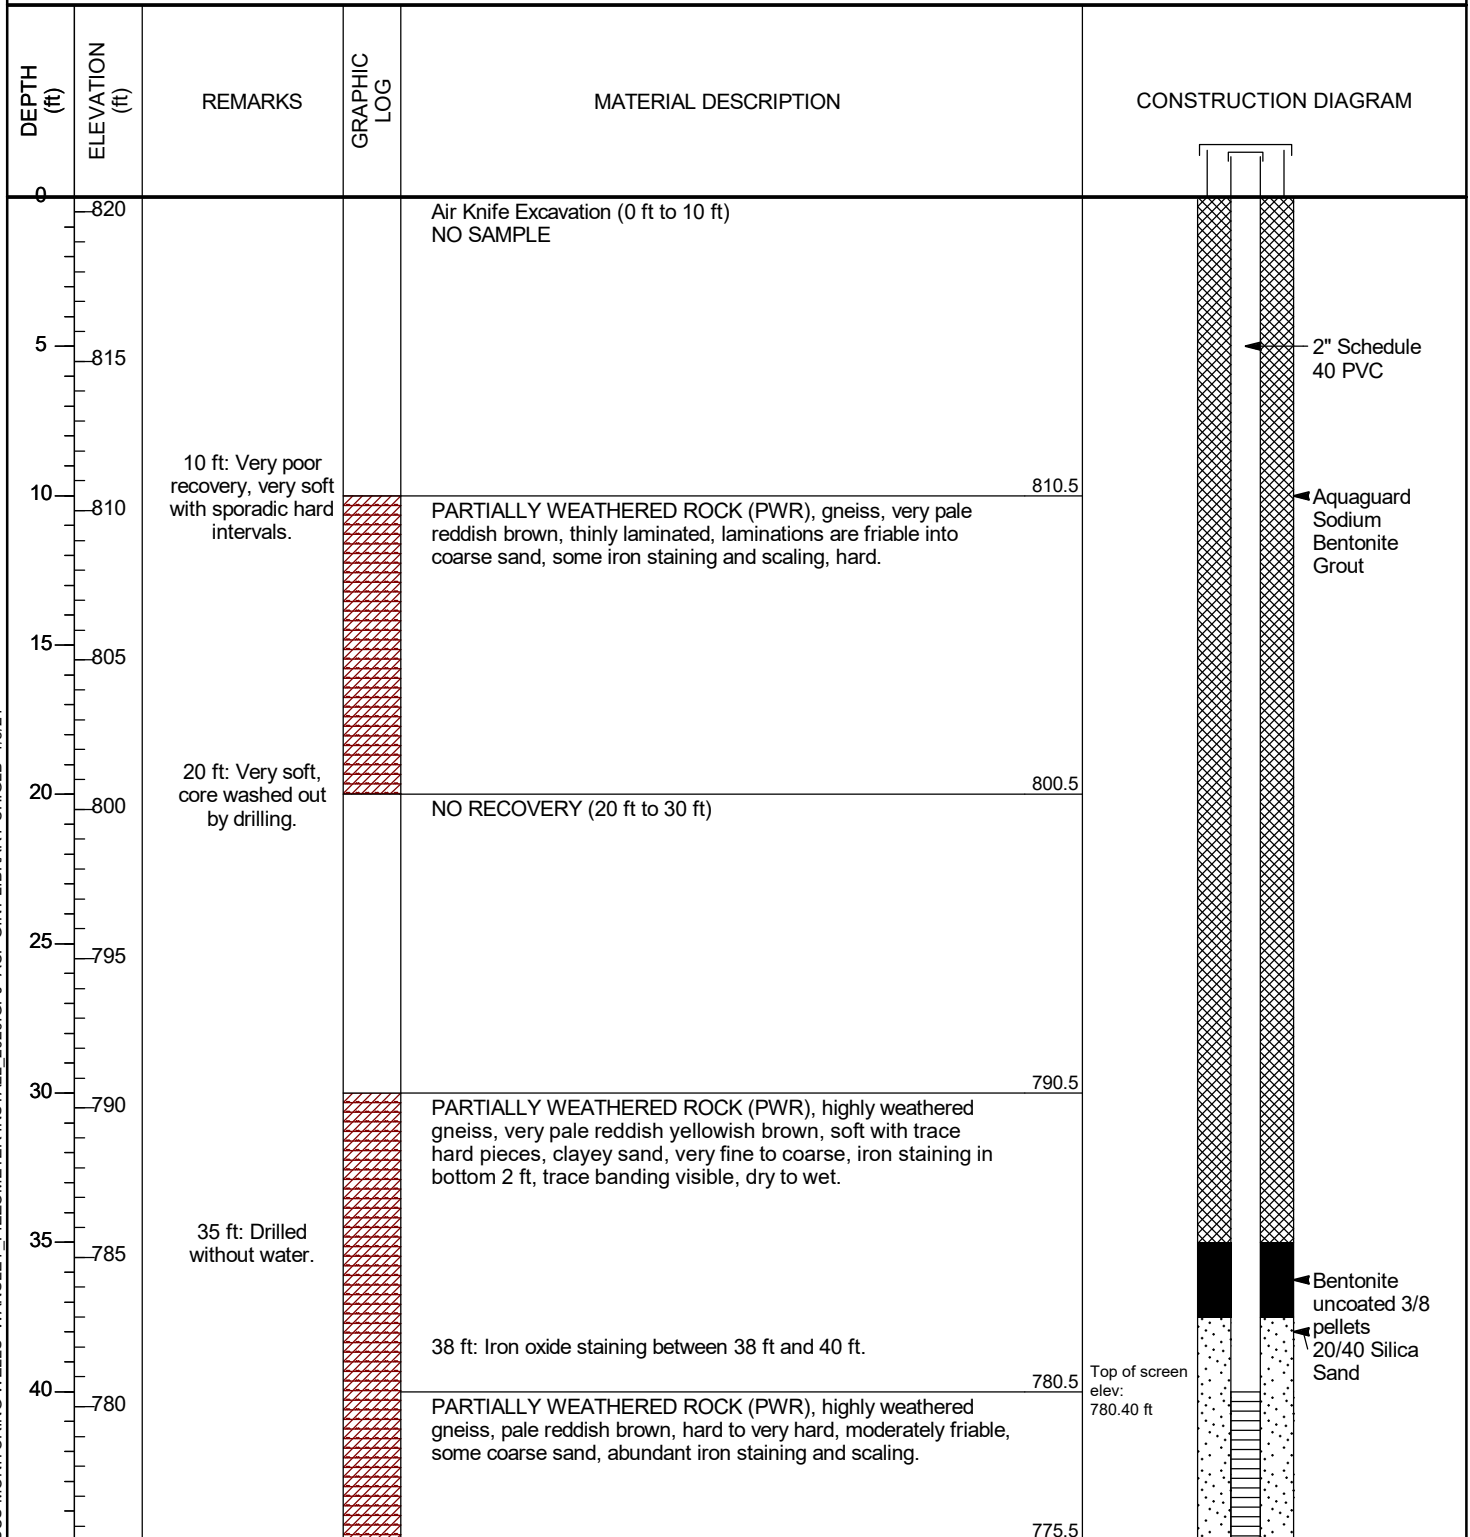 DEPTH
(ft)
ELEVATION
(ft)
REMARKS
GRAPHIC
LOG
MATERIAL DESCRIPTION
CONSTRUCTION DIAGRAM
0
820
Air Knife Excavation (0 ft to 10 ft)
NO SAMPLE
5
815
2" Schedule
40 PVC
10 ft: Very poor
recovery, very soft
with sporadic hard
intervals.
810.5
10
810
PARTIALLY WEATHERED ROCK (PWR), gneiss, very pale
reddish brown, thinly laminated, laminations are friable into
coarse sand, some iron staining and scaling, hard.
Aquaguard
Sodium
Bentonite
Grout
15
805
20 ft: Very soft,
core washed out
by drilling.
800.5
20
800
NO RECOVERY (20 ft to 30 ft)
25
795
790.5
30
790
PARTIALLY WEATHERED ROCK (PWR), highly weathered
gneiss, very pale reddish yellowish brown, soft with trace
hard pieces, clayey sand, very fine to coarse, iron staining in
bottom 2 ft, trace banding visible, dry to wet.
35 ft: Drilled
without water.
35
785
Bentonite
uncoated 3/8
pellets
20/40 Silica
Sand
38 ft: Iron oxide staining between 38 ft and 40 ft.
780.5
Top of screen
elev:
780.40 ft
40
780
PARTIALLY WEATHERED ROCK (PWR), highly weathered
gneiss, pale reddish brown, hard to very hard, moderately friable,
some coarse sand, abundant iron staining and scaling.
775.5